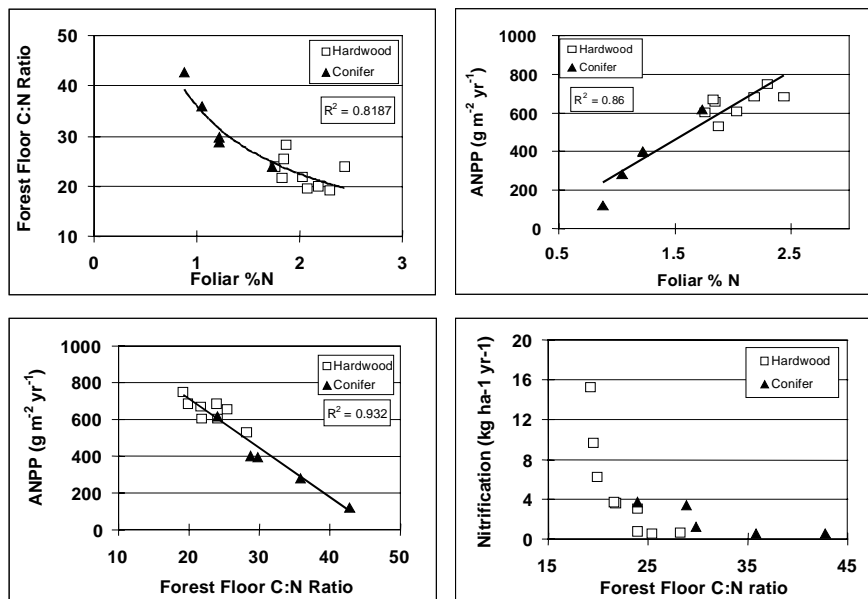 50
40
30
20
10
Forest Floor C:N Ratio
Hardwood
Conifer
R² = 0.8187
0 1 2 3
Foliar %N
1000
800
600
400
200
0
ANPP (g m⁻² yr⁻¹)
Hardwood
Conifer
R² = 0.86
0.5 1.5 2.5
Foliar % N
1000
800
600
400
200
0
ANPP (g m⁻² yr⁻¹)
Hardwood
Conifer
R² = 0.932
10 20 30 40 50
Forest Floor C:N Ratio
20
16
12
8
4
0
Nitrification (kg ha-1 yr-1)
Hardwood
Conifer
15 25 35 45
Forest Floor C:N ratio